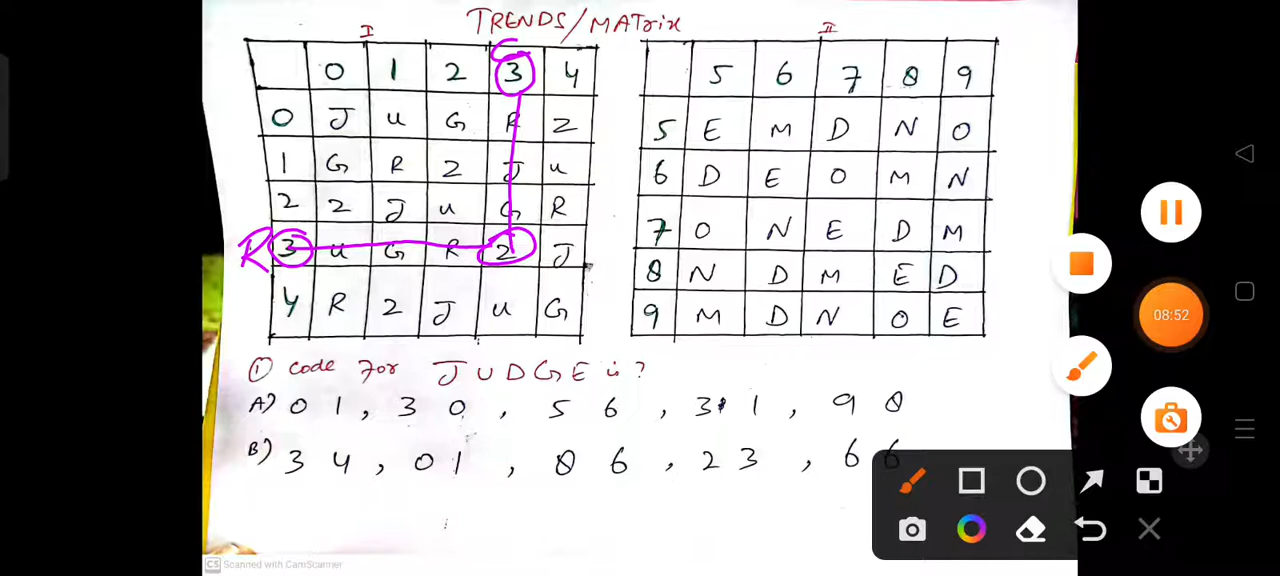 TRENDS/MATRIX
I II
0 1 2 3 4
0 J U G R Z
1 G R Z J U
2 Z J U G R
R 3 U G R Z J
4 R Z J U G
5 6 7 8 9
5 E M D N O
6 D E O M N
7 O N E D M
8 N D M E D
9 M D N O E
① Code for JUDGE is?
A) 01, 30, 56, 31, 98
B) 34, 01, 86, 23, 66
08:52
CS Scanned with CamScanner